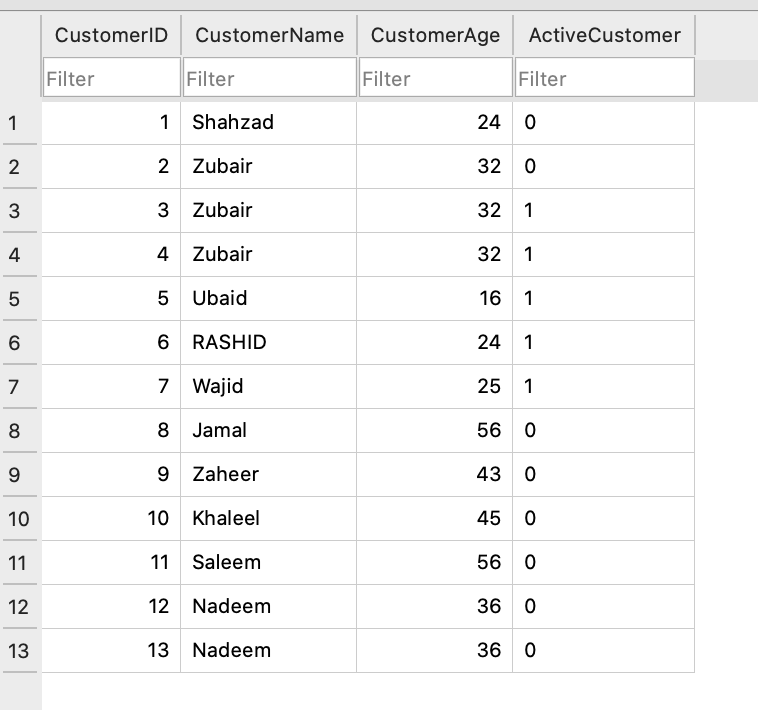 CustomerID CustomerName CustomerAge ActiveCustomer
Filter Filter Filter Filter
1 1 Shahzad 24 0
2 2 Zubair 32 0
3 3 Zubair 32 1
4 4 Zubair 32 1
5 5 Ubaid 16 1
6 6 RASHID 24 1
7 7 Wajid 25 1
8 8 Jamal 56 0
9 9 Zaheer 43 0
10 10 Khaleel 45 0
11 11 Saleem 56 0
12 12 Nadeem 36 0
13 13 Nadeem 36 0